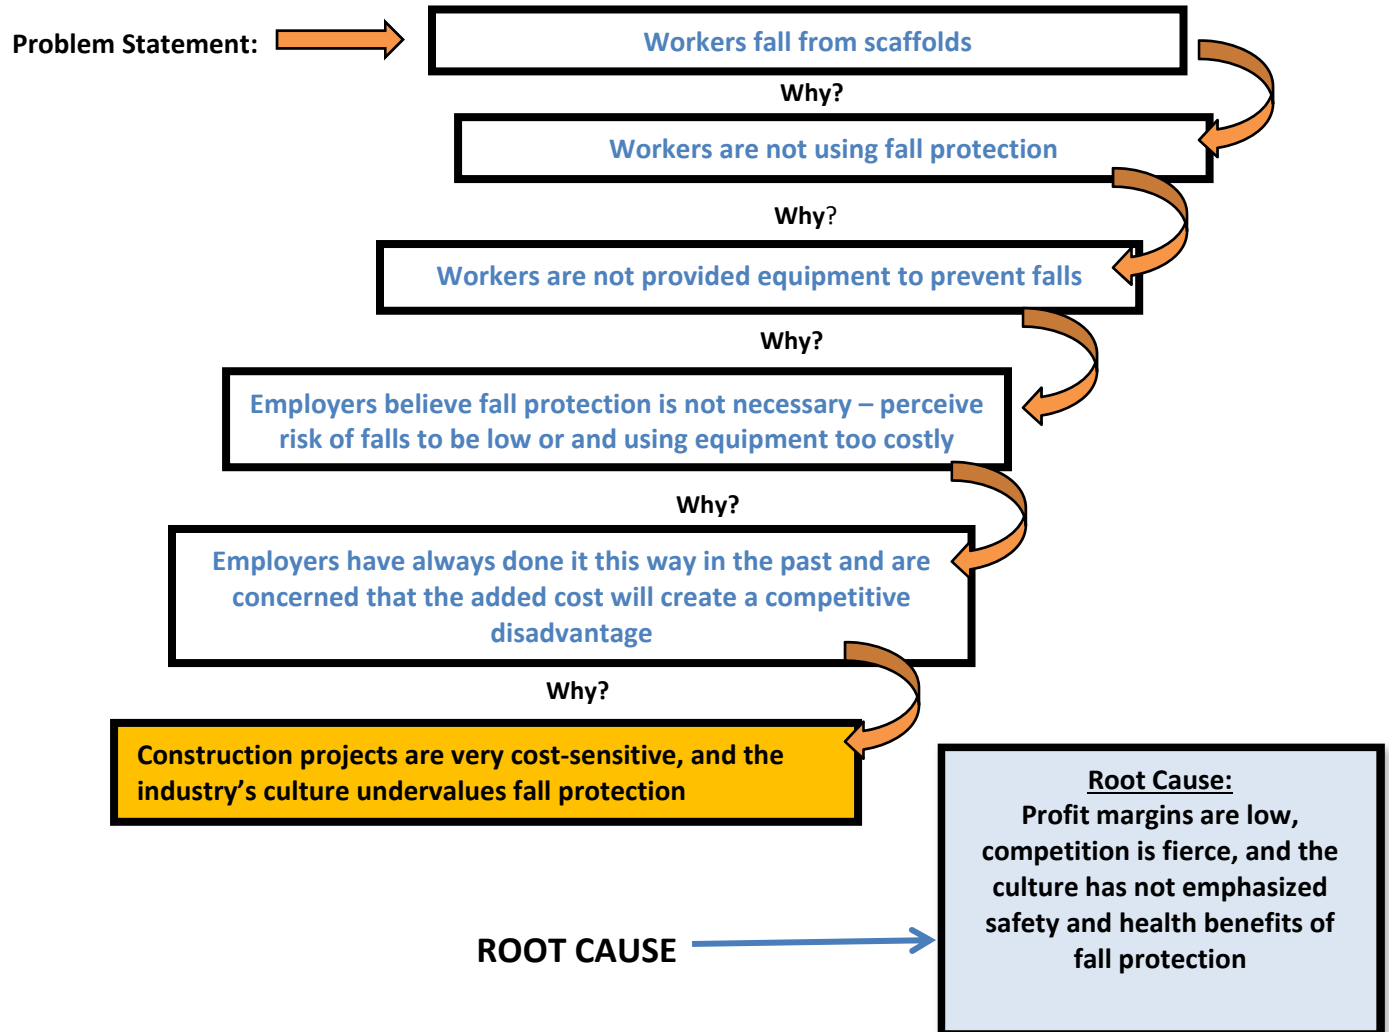 Problem Statement:
Workers fall from scaffolds
Why?
Workers are not using fall protection
Why?
Workers are not provided equipment to prevent falls
Why?
Employers believe fall protection is not necessary – perceive
risk of falls to be low or and using equipment too costly
Why?
Employers have always done it this way in the past and are
concerned that the added cost will create a competitive
disadvantage
Why?
Construction projects are very cost-sensitive, and the
industry’s culture undervalues fall protection
ROOT CAUSE
Root Cause:
Profit margins are low,
competition is fierce, and the
culture has not emphasized
safety and health benefits of
fall protection